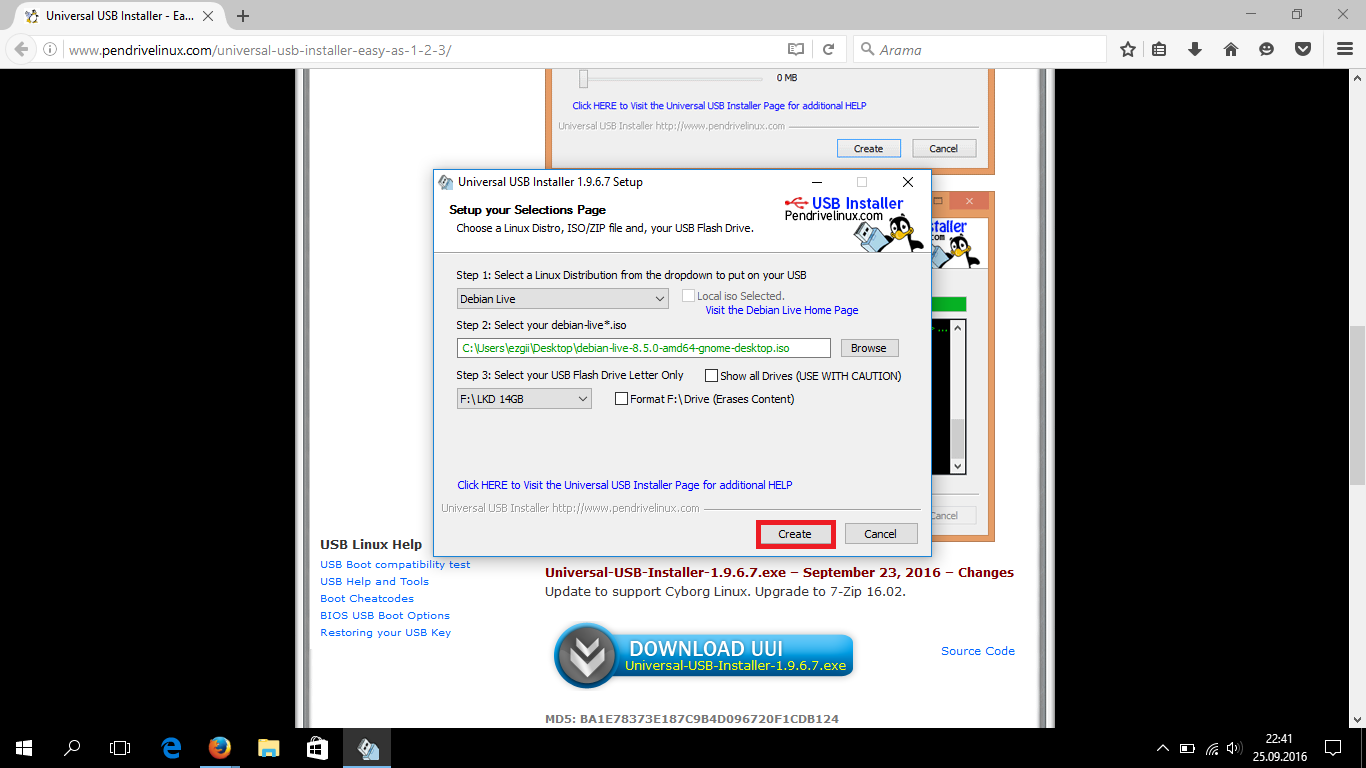 Universal USB Installer - Ea...
www.pendrivelinux.com/universal-usb-installer-easy-as-1-2-3/
Arama
0 MB
Click HERE to Visit the Universal USB Installer Page for additional HELP
Universal USB Installer http://www.pendrivelinux.com
Create Cancel
Universal USB Installer 1.9.6.7 Setup
Setup your Selections Page
Choose a Linux Distro, ISO/ZIP file and, your USB Flash Drive.
USB Installer
Pendrivelinux.com
taller
om
Step 1: Select a Linux Distribution from the dropdown to put on your USB
Debian Live
Local iso Selected.
Visit the Debian Live Home Page
Step 2: Select your debian-live*.iso
C:\Users\ezgii\Desktop\debian-live-8.5.0-amd64-gnome-desktop.iso
Browse
Step 3: Select your USB Flash Drive Letter Only
Show all Drives (USE WITH CAUTION)
F:\ LKD 14GB
Format F:\ Drive (Erases Content)
Click HERE to Visit the Universal USB Installer Page for additional HELP
Universal USB Installer http://www.pendrivelinux.com
Create
Cancel
Cancel
USB Linux Help
USB Boot compatibility test
USB Help and Tools
Boot Cheatcodes
BIOS USB Boot Options
Restoring your USB Key
Universal-USB-Installer-1.9.6.7.exe – September 23, 2016 – Changes
Update to support Cyborg Linux. Upgrade to 7-Zip 16.02.
DOWNLOAD UUI
Universal-USB-Installer-1.9.6.7.exe
Source Code
MD5: BA1E78373E187C9B4D096720F1CDB124
22:41
25.09.2016